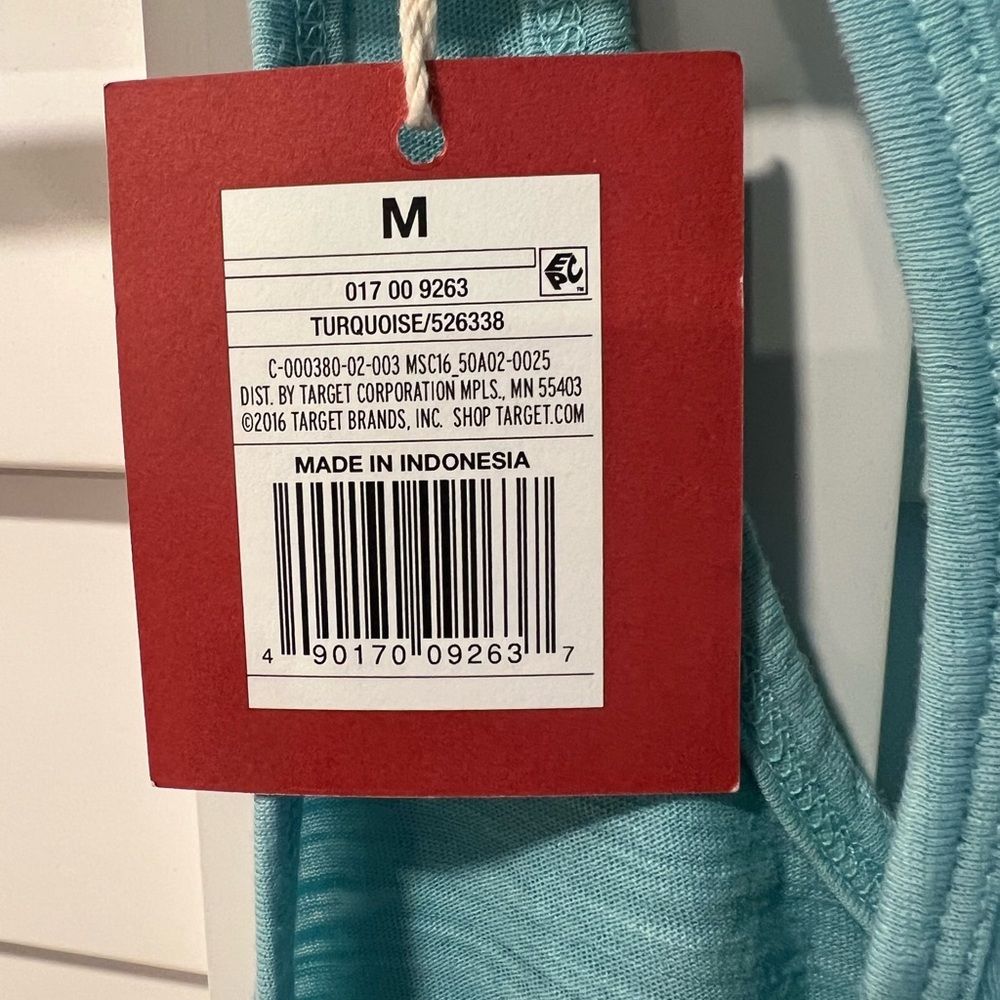 M
EPC™
017 00 9263
TURQUOISE/526338
C-000380-02-003 MSC16_50A02-0025
DIST. BY TARGET CORPORATION MPLS., MN 55403
©2016 TARGET BRANDS, INC. SHOP TARGET.COM
MADE IN INDONESIA
4 90170 09263 7